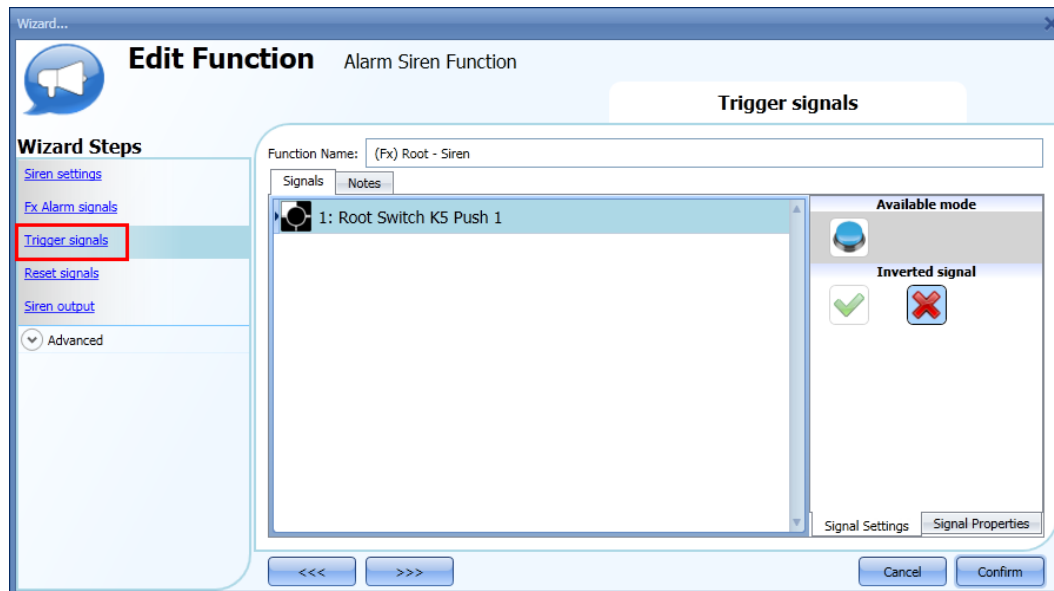 Wizard...
Edit Function Alarm Siren Function
Trigger signals
Wizard Steps
Siren settings
Fx Alarm signals
Trigger signals
Reset signals
Siren output
Advanced
Function Name: (Fx) Root - Siren
Signals Notes
1: Root Switch K5 Push 1
Available mode
Inverted signal
Signal Settings Signal Properties
<<< >>> Cancel Confirm